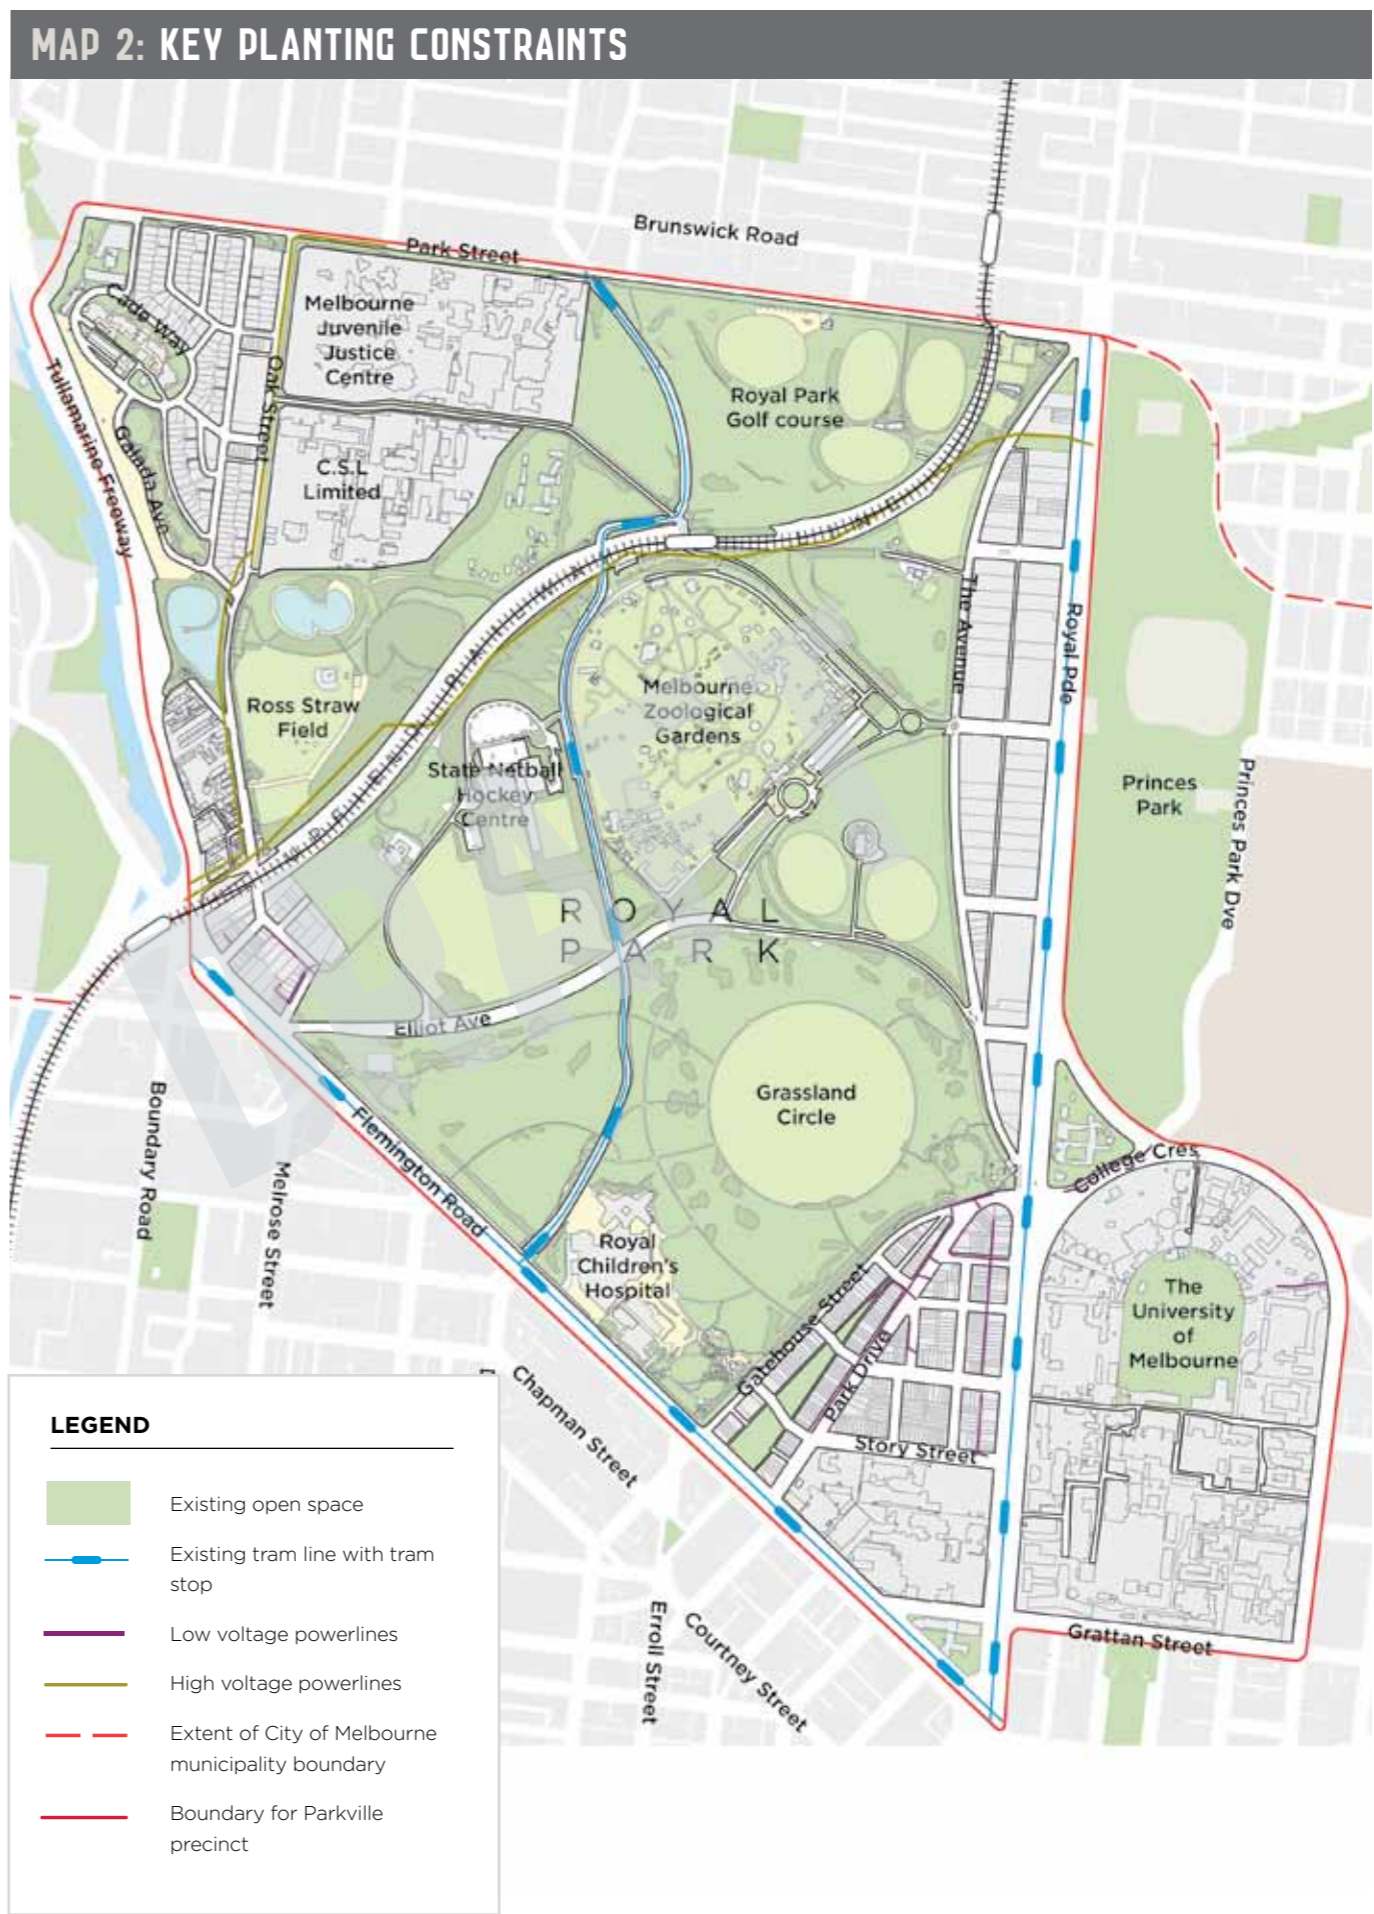 MAP 2: KEY PLANTING CONSTRAINTS
Brunswick Road
Park Street
Melbourne
Juvenile
Justice
Centre
Cade Way
Oak Street
Royal Park
Golf course
Tullamarine Freeway
Galada Ave
C.S.L
Limited
UPFIELD RAILWAY LINE
The Avenue
Royal Pde
Melbourne
Zoological
Gardens
Ross Straw
Field
State Netball
Hockey
Centre
Princes
Park
Princes Park Dve
ROYAL
PARK
Elliot Ave
Grassland
Circle
Boundary Road
Melrose Street
Flemington Road
College Cres
Royal
Children's
Hospital
Gatehouse Street
Park Drive
The
University
of
Melbourne
Story Street
Chapman Street
Erroll Street
Courtney Street
Grattan Street
DRAFT
LEGEND
Existing open space
Existing tram line with tram
stop
Low voltage powerlines
High voltage powerlines
Extent of City of Melbourne
municipality boundary
Boundary for Parkville
precinct